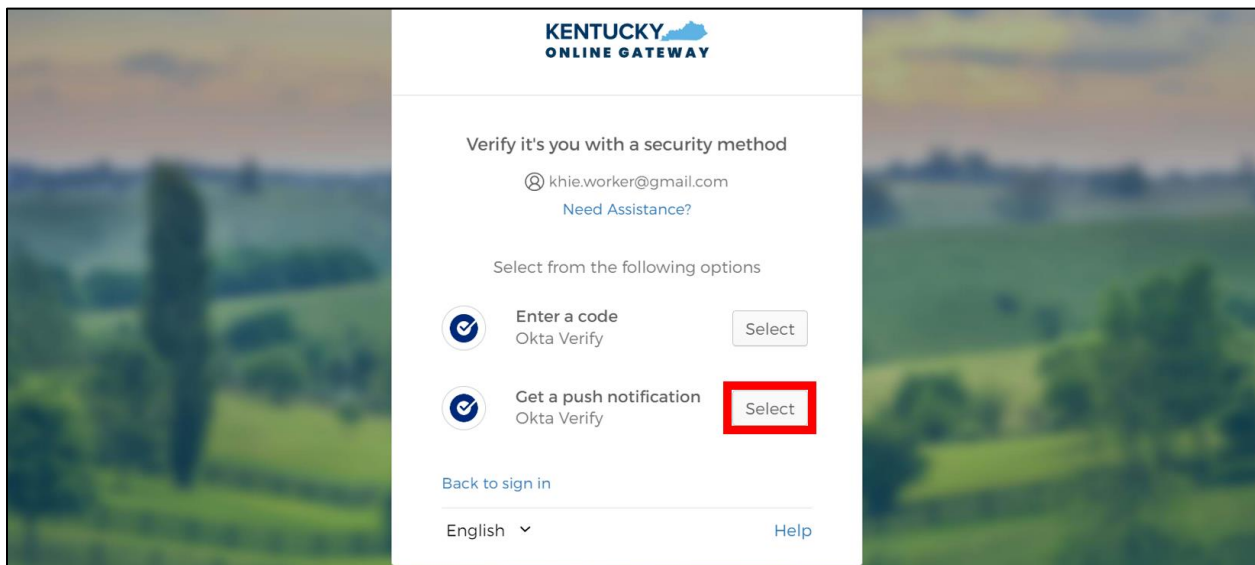 KENTUCKY
ONLINE GATEWAY
Verify it's you with a security method
khie.worker@gmail.com
Need Assistance?
Select from the following options
Enter a code
Okta Verify
Select
Get a push notification
Okta Verify
Select
Back to sign in
English
Help